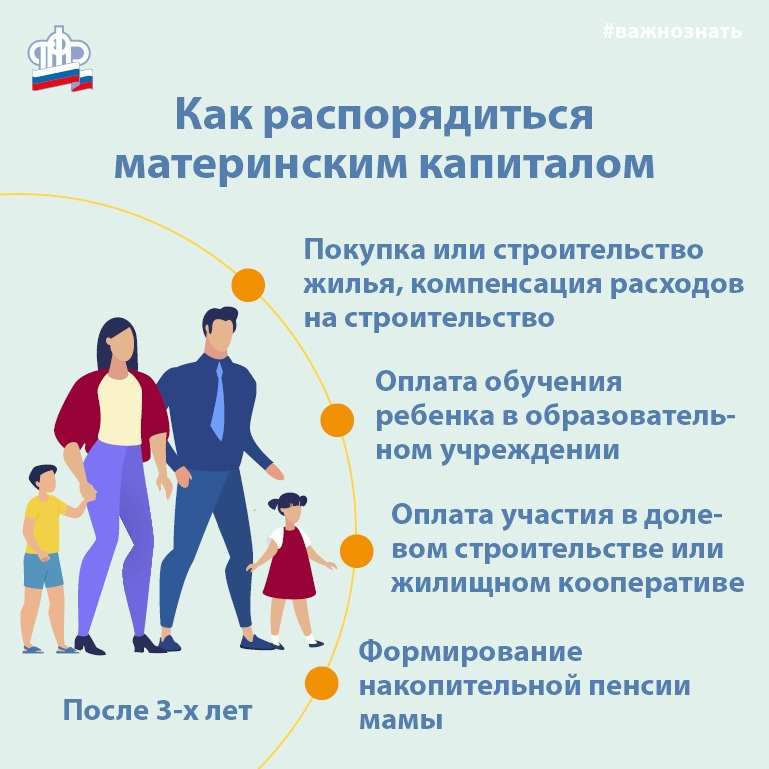 #важнознать
Как распорядиться
материнским капиталом
Покупка или строительство
жилья, компенсация расходов
на строительство
Оплата обучения
ребенка в образователь-
ном учреждении
Оплата участия в доле-
вом строительстве или
жилищном кооперативе
Формирование
накопительной пенсии
мамы
После 3-х лет